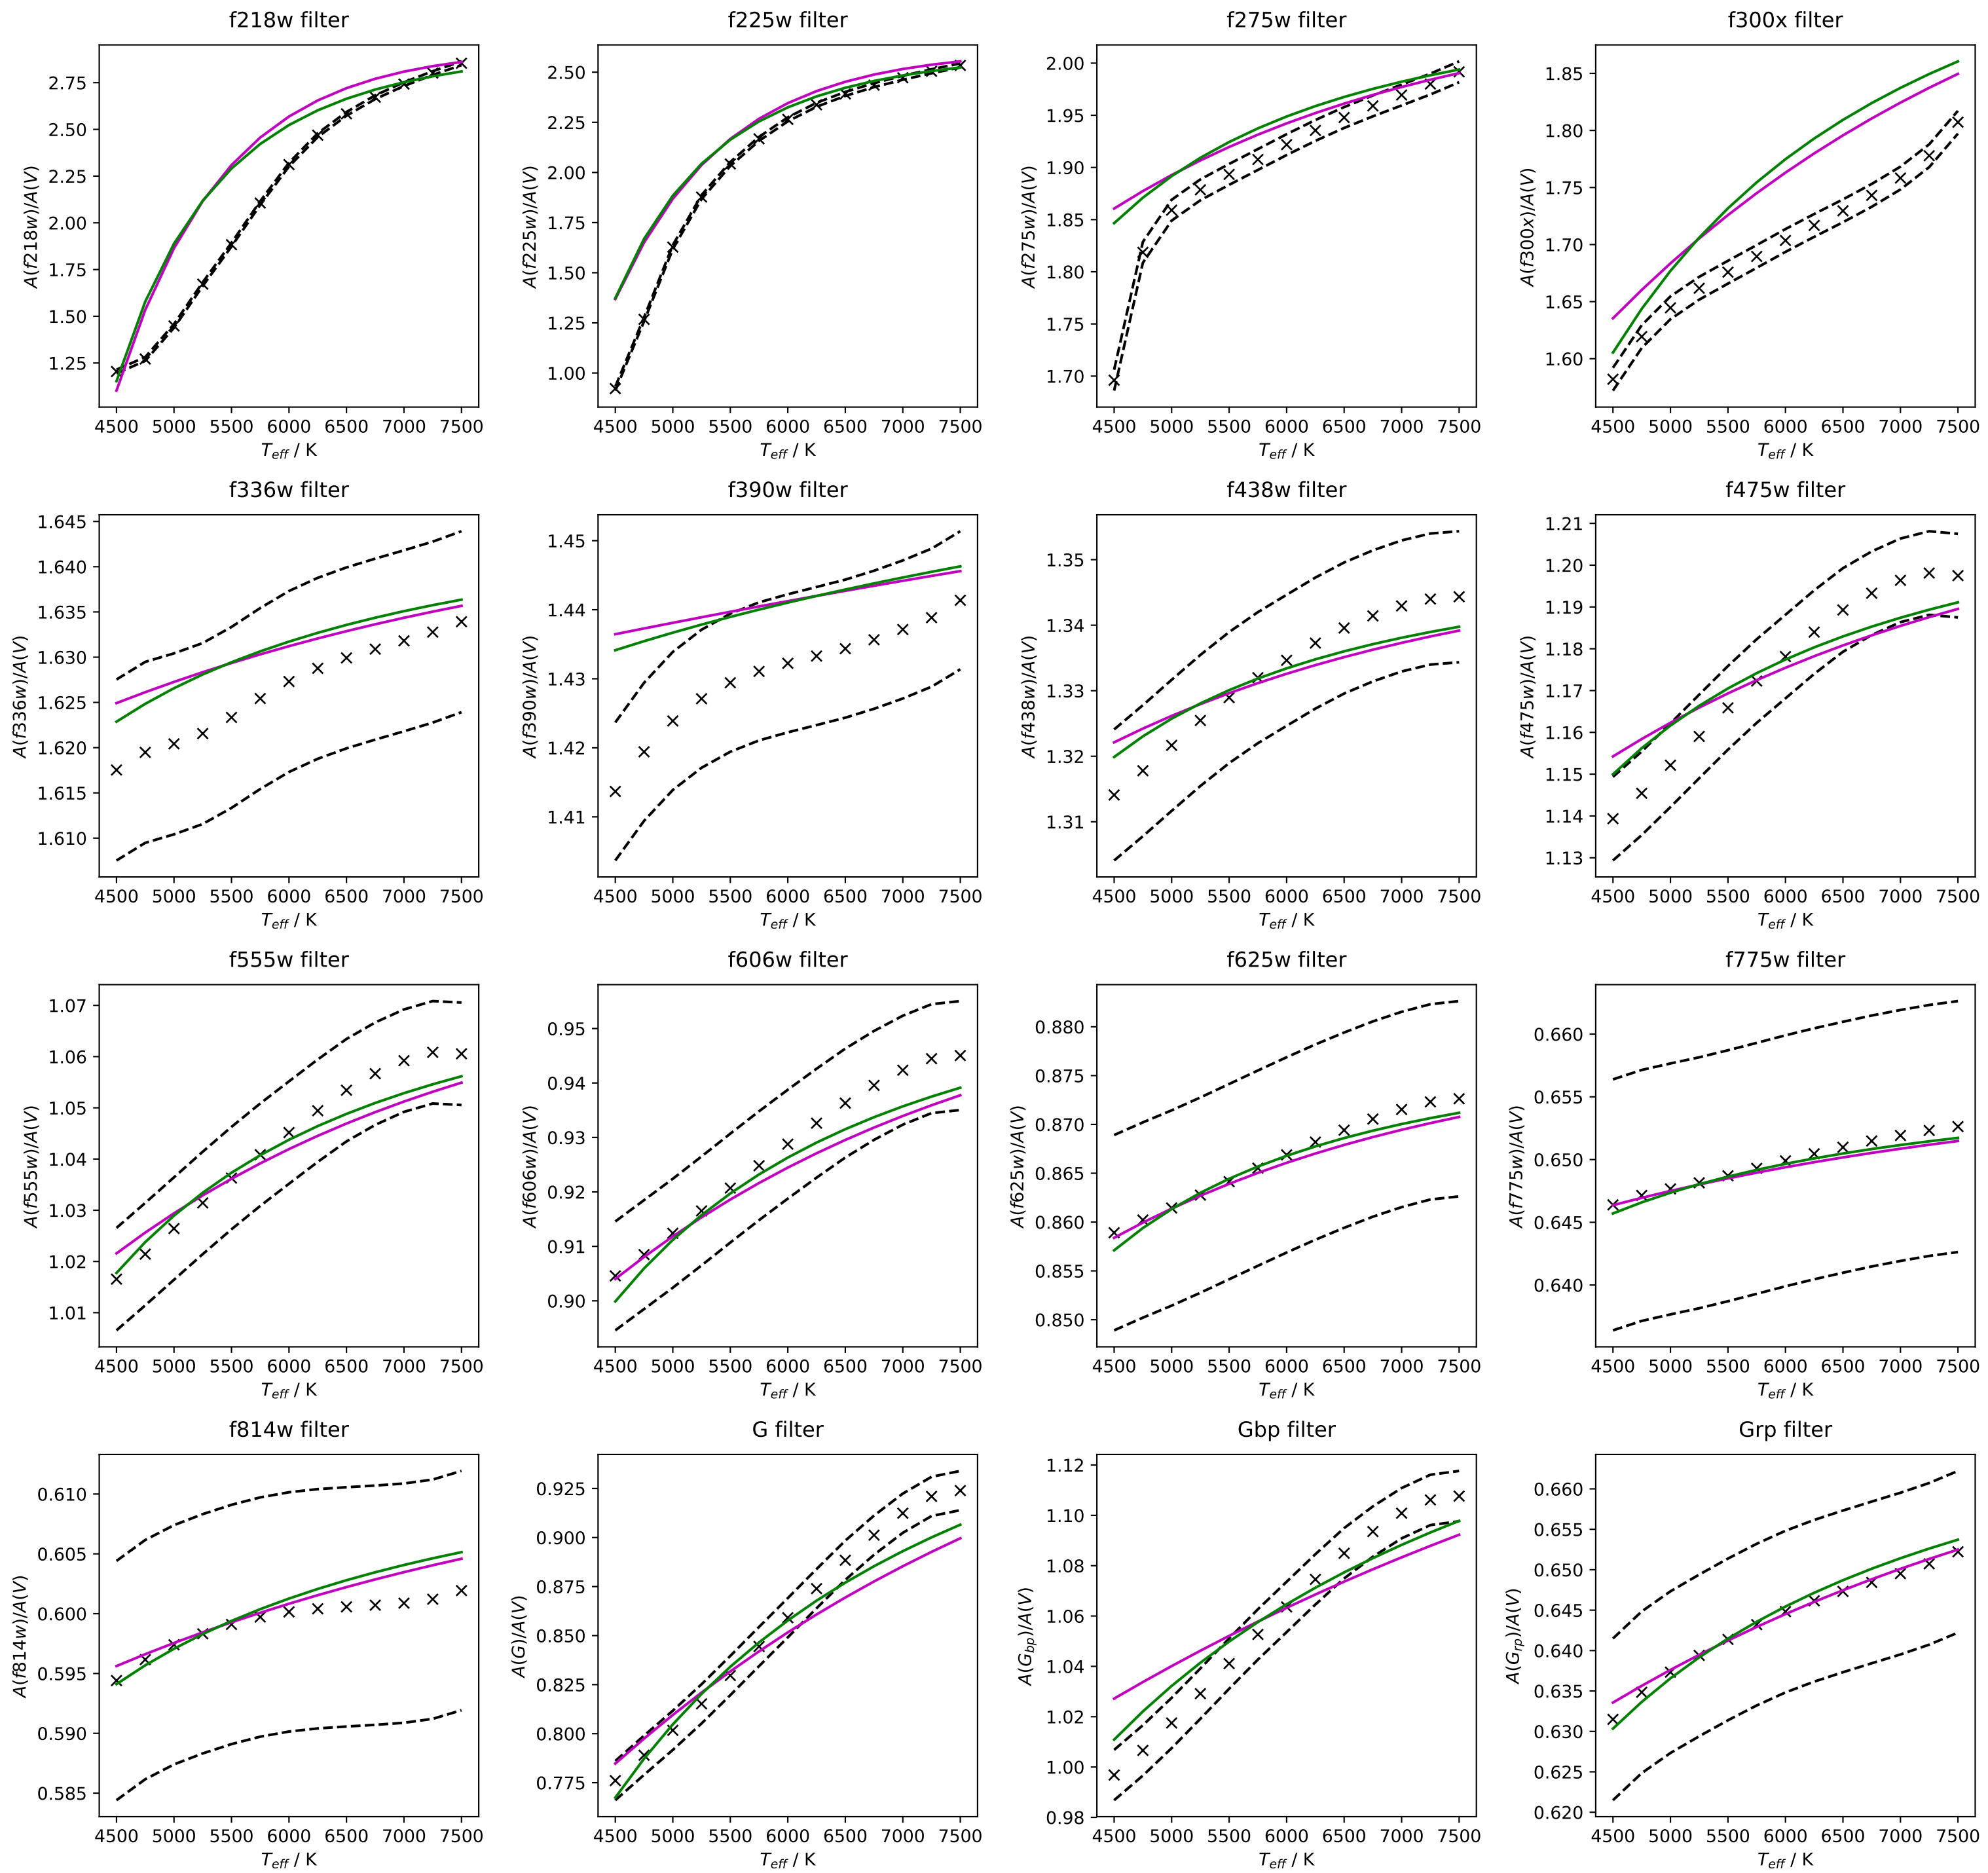 f218w filter
f225w filter
f275w filter
f300x filter
A(f218w)/A(V)
2.75
2.50
2.25
2.00
1.75
1.50
1.25
4500 5000 5500 6000 6500 7000 7500
T_eff / K
A(f225w)/A(V)
2.50
2.25
2.00
1.75
1.50
1.25
1.00
4500 5000 5500 6000 6500 7000 7500
T_eff / K
A(f275w)/A(V)
2.00
1.95
1.90
1.85
1.80
1.75
1.70
4500 5000 5500 6000 6500 7000 7500
T_eff / K
A(f300x)/A(V)
1.85
1.80
1.75
1.70
1.65
1.60
4500 5000 5500 6000 6500 7000 7500
T_eff / K
f336w filter
f390w filter
f438w filter
f475w filter
A(f336w)/A(V)
1.645
1.640
1.635
1.630
1.625
1.620
1.615
1.610
4500 5000 5500 6000 6500 7000 7500
T_eff / K
A(f390w)/A(V)
1.45
1.44
1.43
1.42
1.41
4500 5000 5500 6000 6500 7000 7500
T_eff / K
A(f438w)/A(V)
1.35
1.34
1.33
1.32
1.31
4500 5000 5500 6000 6500 7000 7500
T_eff / K
A(f475w)/A(V)
1.21
1.20
1.19
1.18
1.17
1.16
1.15
1.14
1.13
4500 5000 5500 6000 6500 7000 7500
T_eff / K
f555w filter
f606w filter
f625w filter
f775w filter
A(f555w)/A(V)
1.07
1.06
1.05
1.04
1.03
1.02
1.01
4500 5000 5500 6000 6500 7000 7500
T_eff / K
A(f606w)/A(V)
0.95
0.94
0.93
0.92
0.91
0.90
4500 5000 5500 6000 6500 7000 7500
T_eff / K
A(f625w)/A(V)
0.880
0.875
0.870
0.865
0.860
0.855
0.850
4500 5000 5500 6000 6500 7000 7500
T_eff / K
A(f775w)/A(V)
0.660
0.655
0.650
0.645
0.640
4500 5000 5500 6000 6500 7000 7500
T_eff / K
f814w filter
G filter
Gbp filter
Grp filter
A(f814w)/A(V)
0.610
0.605
0.600
0.595
0.590
0.585
4500 5000 5500 6000 6500 7000 7500
T_eff / K
A(G)/A(V)
0.925
0.900
0.875
0.850
0.825
0.800
0.775
4500 5000 5500 6000 6500 7000 7500
T_eff / K
A(G_bp)/A(V)
1.12
1.10
1.08
1.06
1.04
1.02
1.00
0.98
4500 5000 5500 6000 6500 7000 7500
T_eff / K
A(G_rp)/A(V)
0.660
0.655
0.650
0.645
0.640
0.635
0.630
0.625
0.620
4500 5000 5500 6000 6500 7000 7500
T_eff / K